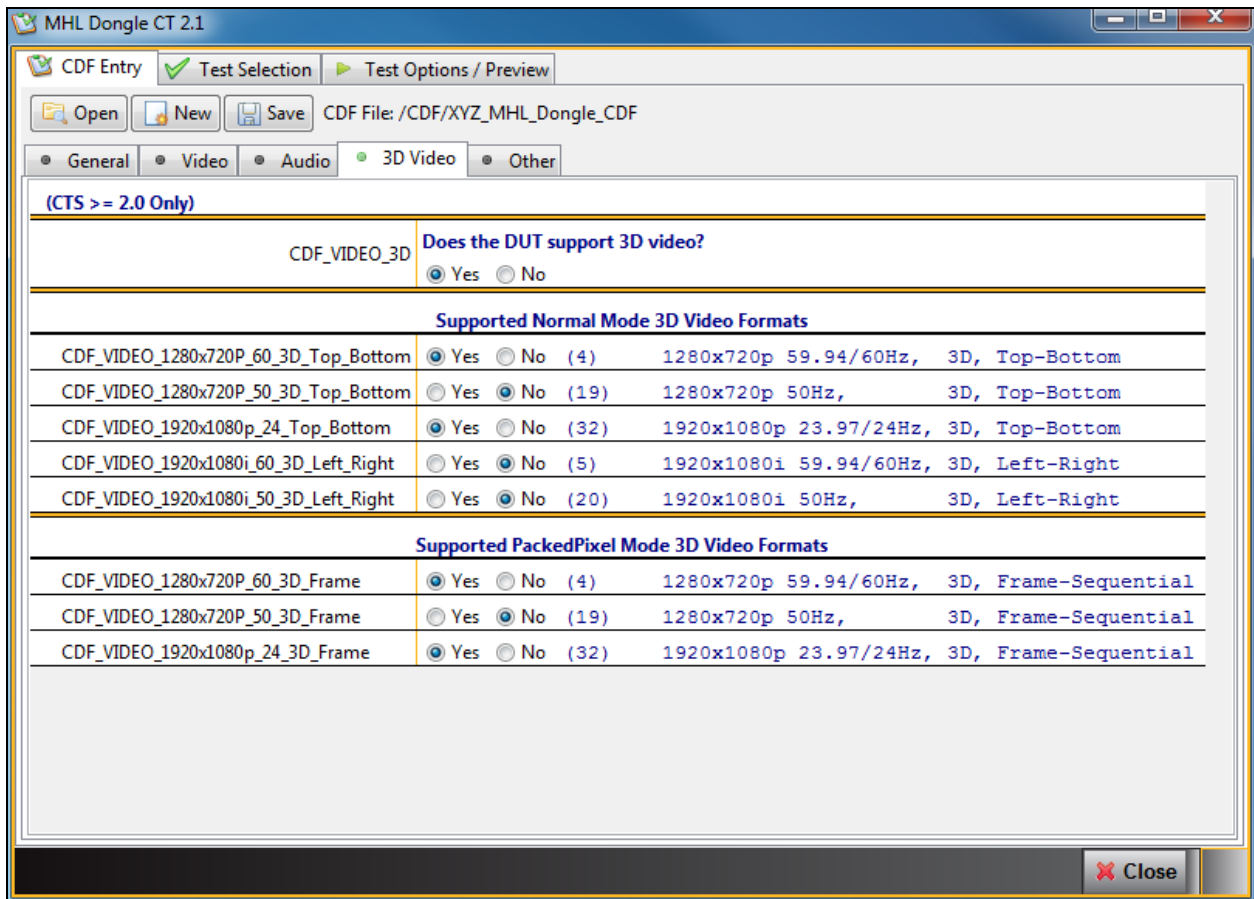 MHL Dongle CT 2.1
CDF Entry Test Selection Test Options / Preview
Open New Save CDF File: /CDF/XYZ_MHL_Dongle_CDF
General Video Audio 3D Video Other
(CTS >= 2.0 Only)
CDF_VIDEO_3D Does the DUT support 3D video?
Yes No
Supported Normal Mode 3D Video Formats
CDF_VIDEO_1280x720P_60_3D_Top_Bottom Yes No (4) 1280x720p 59.94/60Hz, 3D, Top-Bottom
CDF_VIDEO_1280x720P_50_3D_Top_Bottom Yes No (19) 1280x720p 50Hz, 3D, Top-Bottom
CDF_VIDEO_1920x1080p_24_Top_Bottom Yes No (32) 1920x1080p 23.97/24Hz, 3D, Top-Bottom
CDF_VIDEO_1920x1080i_60_3D_Left_Right Yes No (5) 1920x1080i 59.94/60Hz, 3D, Left-Right
CDF_VIDEO_1920x1080i_50_3D_Left_Right Yes No (20) 1920x1080i 50Hz, 3D, Left-Right
Supported PackedPixel Mode 3D Video Formats
CDF_VIDEO_1280x720P_60_3D_Frame Yes No (4) 1280x720p 59.94/60Hz, 3D, Frame-Sequential
CDF_VIDEO_1280x720P_50_3D_Frame Yes No (19) 1280x720p 50Hz, 3D, Frame-Sequential
CDF_VIDEO_1920x1080p_24_3D_Frame Yes No (32) 1920x1080p 23.97/24Hz, 3D, Frame-Sequential
Close